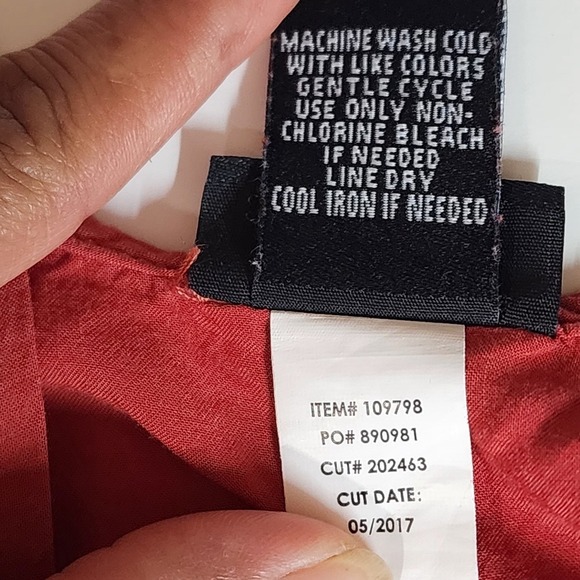 MACHINE WASH COLD
WITH LIKE COLORS
GENTLE CYCLE
USE ONLY NON-
CHLORINE BLEACH
IF NEEDED
LINE DRY
COOL IRON IF NEEDED
ITEM# 109798
PO# 890981
CUT# 202463
CUT DATE:
05/2017